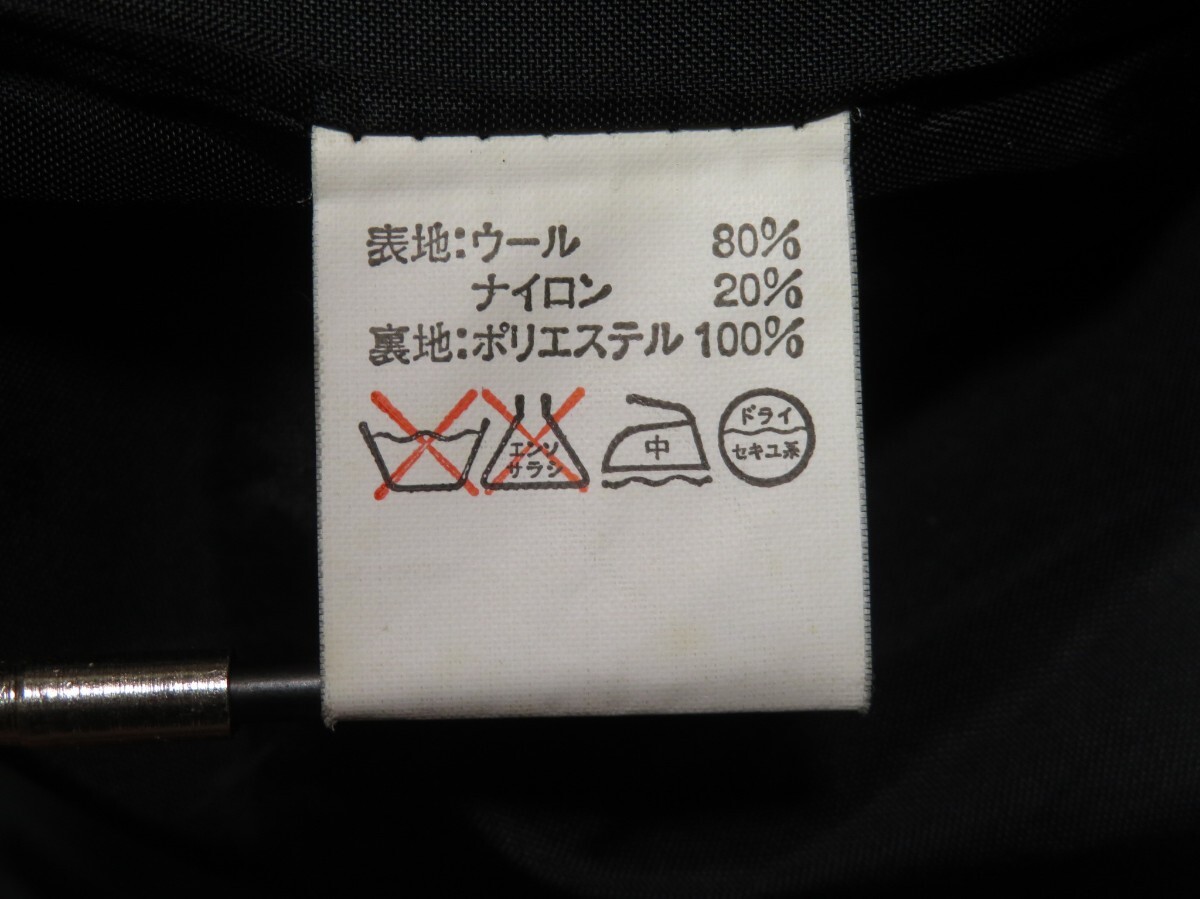 表地：ウール 80%
ナイロン 20%
裏地：ポリエステル 100%
エンソ
サラシ
中
ドライ
セキユ系